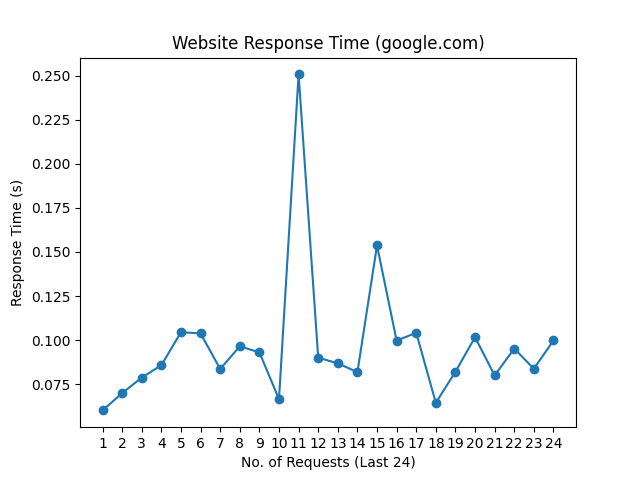 Website Response Time (google.com)
0.250
0.225
0.200
0.175
0.150
0.125
0.100
0.075
Response Time (s)
1 2 3 4 5 6 7 8 9 10 11 12 13 14 15 16 17 18 19 20 21 22 23 24
No. of Requests (Last 24)